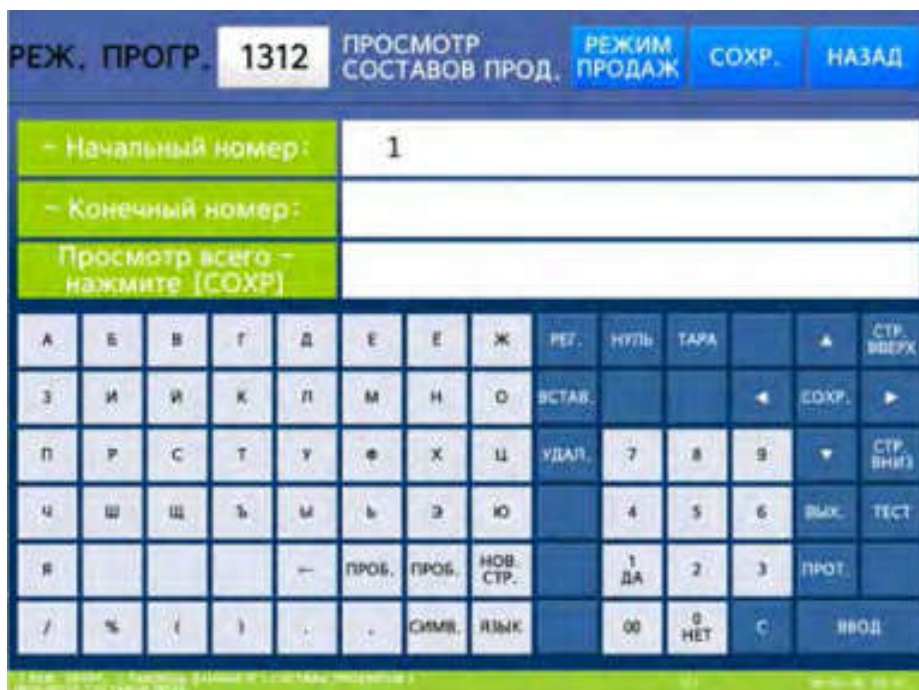 РЕЖ. ПРОГР. 1312 ПРОСМОТР СОСТАВОВ ПРОД. РЕЖИМ ПРОДАЖ СОХР. НАЗАД
- Начальный номер: 1
- Конечный номер:
Просмотр всего -
нажмите [СОХР]
А Б В Г Д Е Ё Ж РЕГ. НУЛЬ ТАРА ▲ СТР. ВВЕРХ
З И Й К Л М Н О ВСТАВ. ◄ СОХР. ►
П Р С Т У Ф Х Ц УДАЛ. 7 8 9 ▼ СТР. ВНИЗ
Ч Ш Щ Ъ Ы Ь Э Ю 4 5 6 ВЫХ. ТЕСТ
Я ← ПРОБ. ПРОБ. НОВ. СТР. 1 ДА 2 3 ПРОТ.
/ % ( ) . , СИМВ. ЯЗЫК 00 0 НЕТ С ВВОД